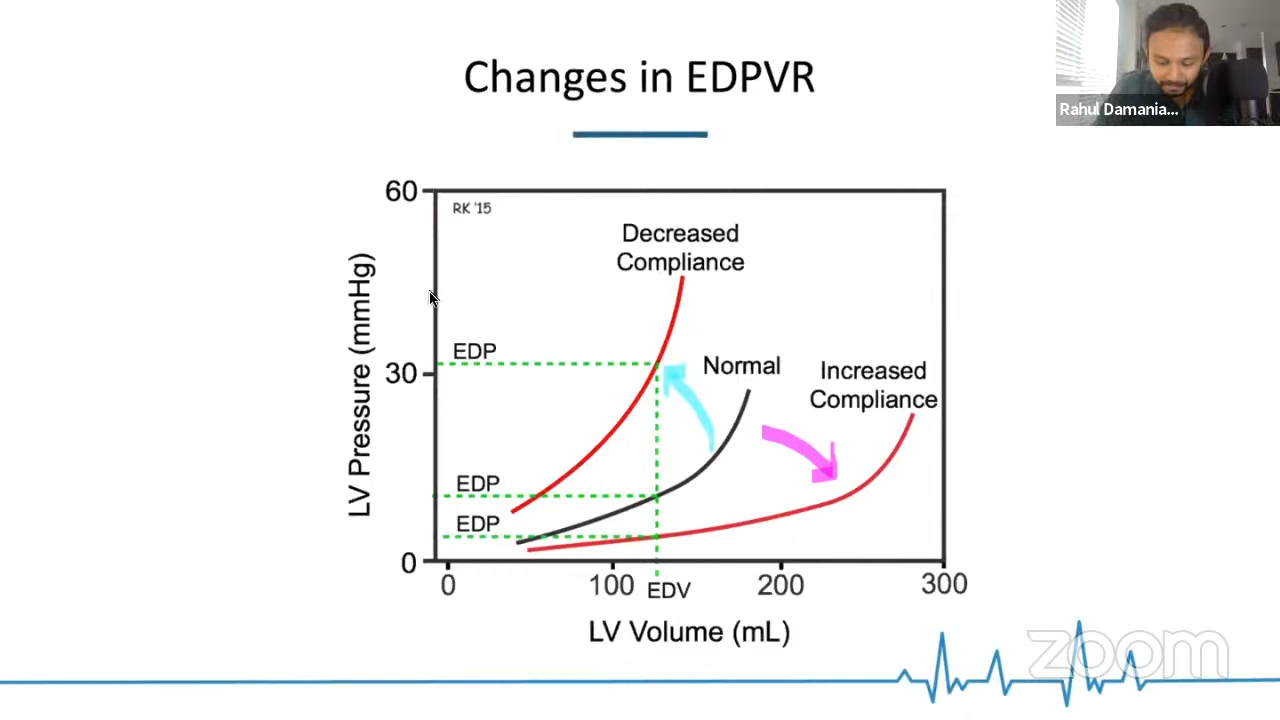 Changes in EDPVR
Rahul Damania...
60
RK '15
Decreased
Compliance
EDP
30
Normal
Increased
Compliance
EDP
EDP
0
0
100
EDV
200
300
LV Pressure (mmHg)
LV Volume (mL)
zoom